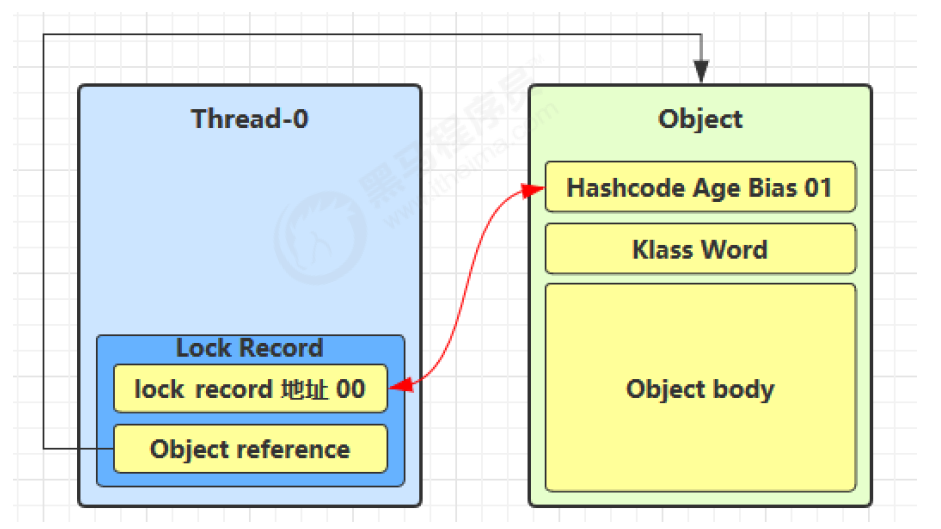 Thread-0
Lock Record
lock record 地址 00
Object reference
Object
Hashcode Age Bias 01
Klass Word
Object body
黑马程序员
www.itheima.com